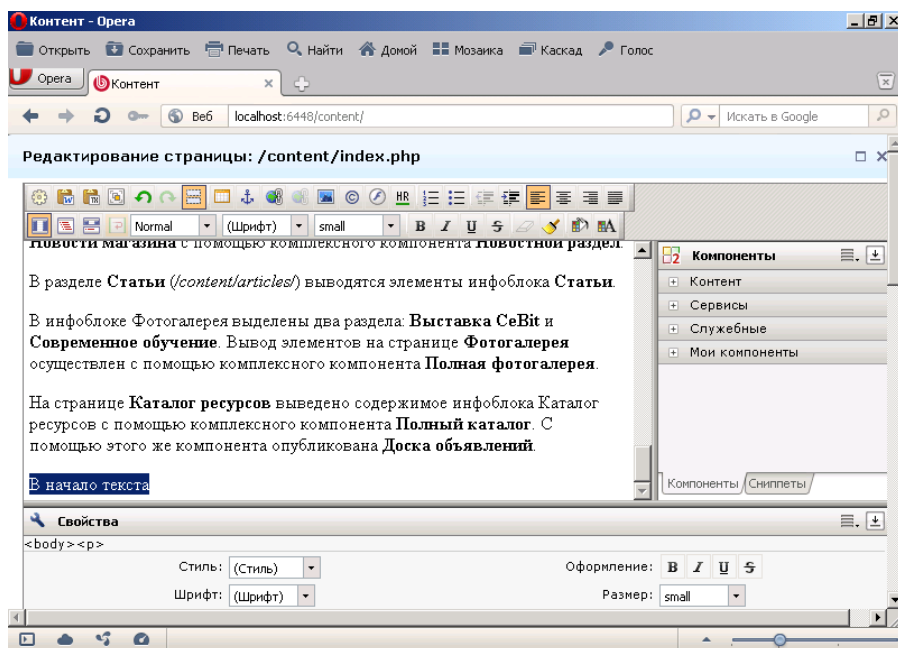 Контент - Opera
Открыть Сохранить Печать Найти Домой Мозаика Каскад Голос
Opera Контент
Веб localhost:6448/content/ Искать в Google
Редактирование страницы: /content/index.php
W HR
Normal (Шрифт) small B I U S A
Новости магазина с помощью комплексного компонента Новостной раздел.
В разделе Статьи (/content/articles/) выводятся элементы инфоблока Статьи.
В инфоблоке Фотогалерея выделены два раздела: Выставка CeBit и
Современное обучение. Вывод элементов на странице Фотогалерея
осуществлен с помощью комплексного компонента Полная фотогалерея.
На странице Каталог ресурсов выведено содержимое инфоблока Каталог
ресурсов с помощью комплексного компонента Полный каталог. С
помощью этого же компонента опубликована Доска объявлений.
В начало текста
2 Компоненты
Контент
Сервисы
Служебные
Мои компоненты
Компоненты Сниппеты
Свойства
<body><p>
Стиль: (Стиль) Оформление: B I U S
Шрифт: (Шрифт) Размер: small